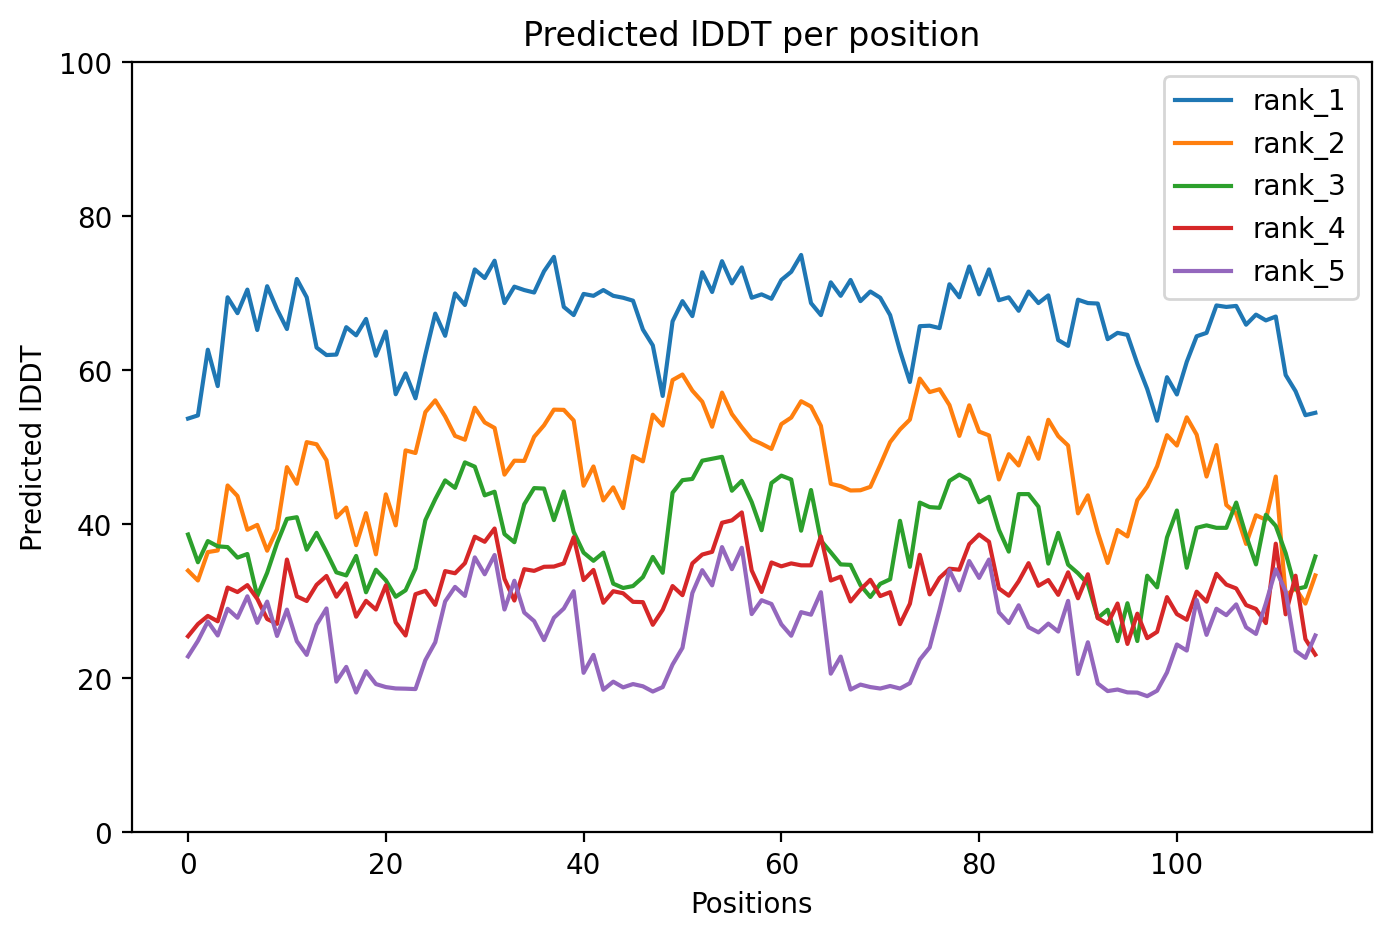 Predicted lDDT per position
100
80
60
40
20
0
Predicted lDDT
rank_1
rank_2
rank_3
rank_4
rank_5
0 20 40 60 80 100
Positions